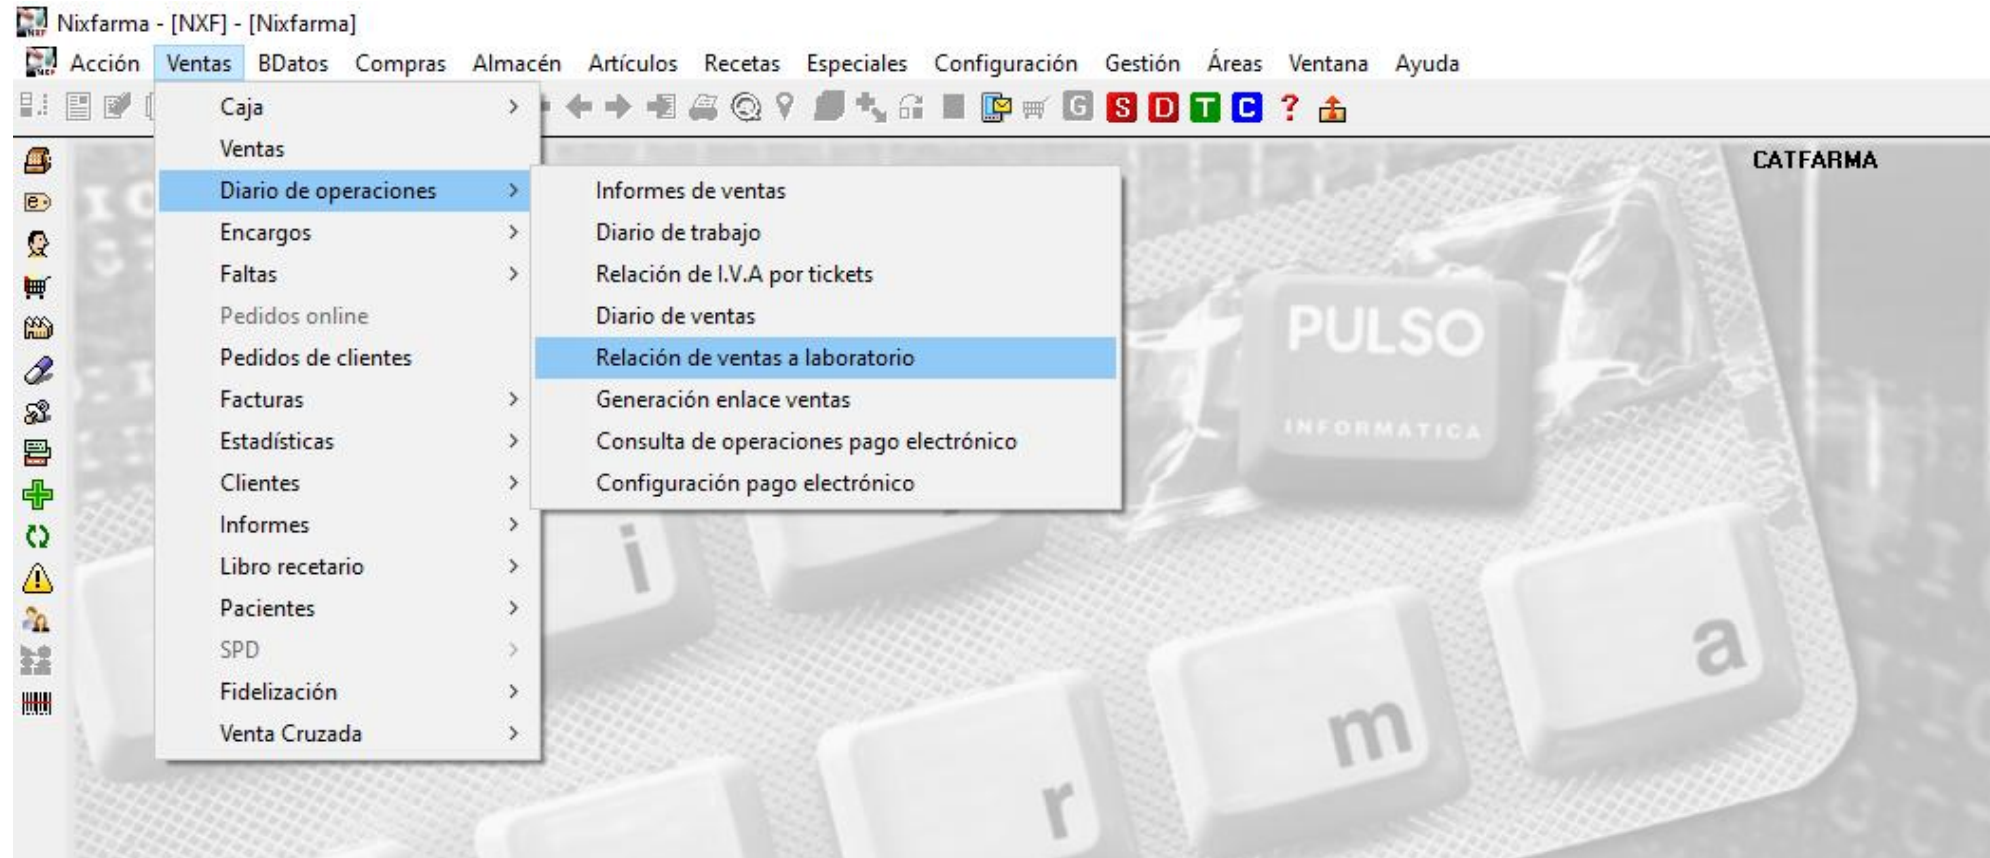 Nixfarma - [NXF] - [Nixfarma]
Acción Ventas BDatos Compras Almacén Artículos Recetas Especiales Configuración Gestión Áreas Ventana Ayuda
G S D T C ?
CATFARMA
Caja
Ventas
Diario de operaciones
Encargos
Faltas
Pedidos online
Pedidos de clientes
Facturas
Estadísticas
Clientes
Informes
Libro recetario
Pacientes
SPD
Fidelización
Venta Cruzada
Informes de ventas
Diario de trabajo
Relación de I.V.A por tickets
Diario de ventas
Relación de ventas a laboratorio
Generación enlace ventas
Consulta de operaciones pago electrónico
Configuración pago electrónico
PULSO
INFORMATICA
i
r m a